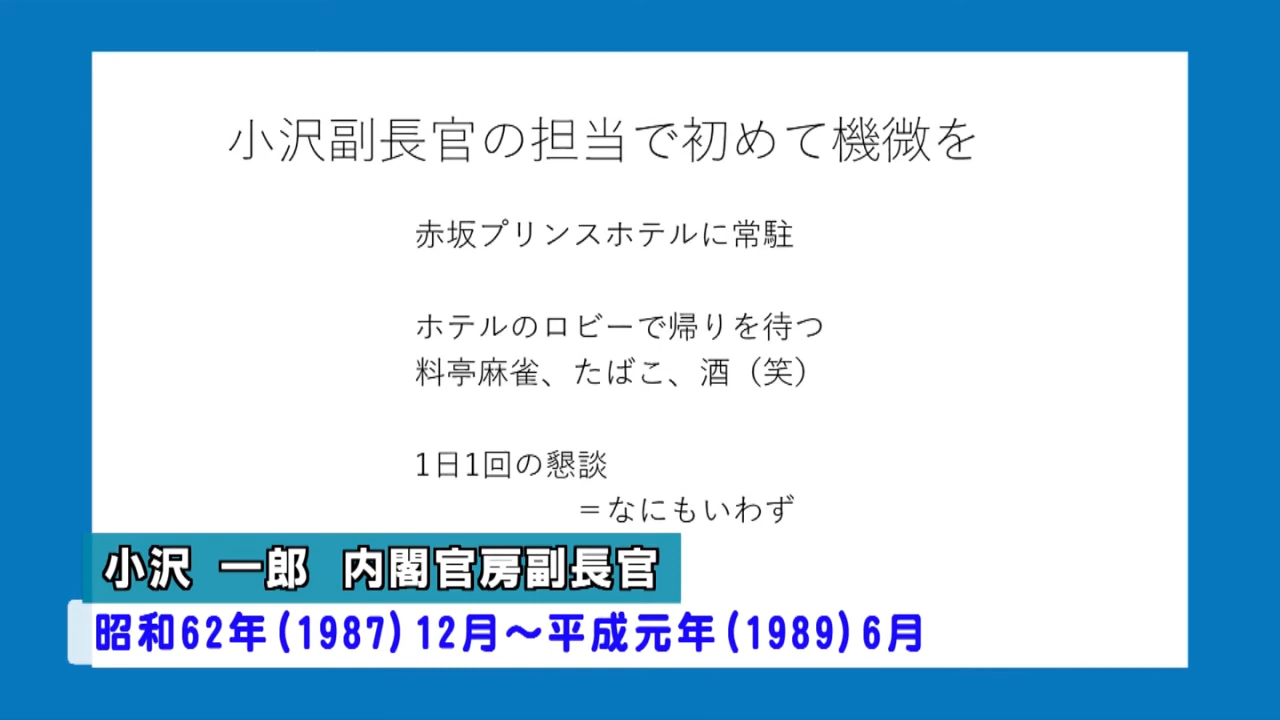 小沢副長官の担当で初めて機微を
赤坂プリンスホテルに常駐
ホテルのロビーで帰りを待つ
料亭麻雀、たばこ、酒（笑）
1日1回の懇談
＝なにもいわず
小沢 一郎 内閣官房副長官
昭和62年(1987)12月～平成元年(1989)6月